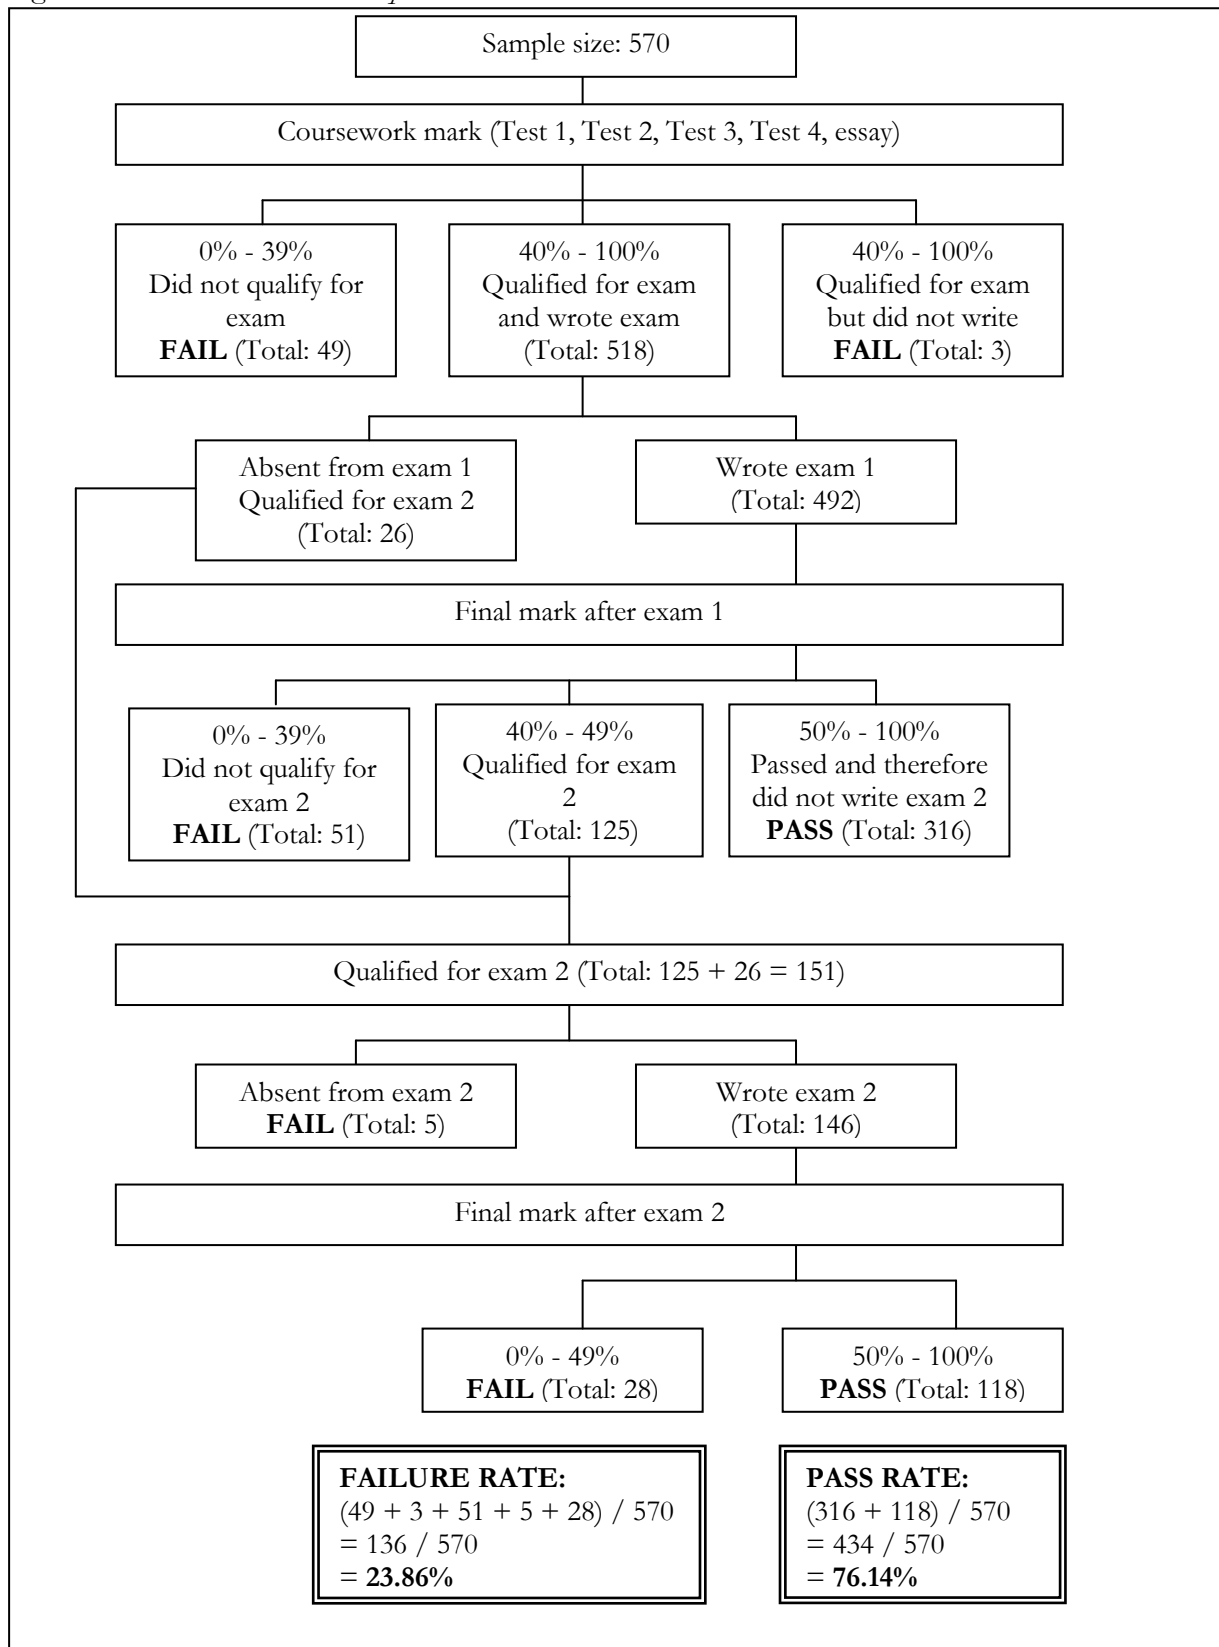 Sample size: 570
Coursework mark (Test 1, Test 2, Test 3, Test 4, essay)
0% - 39%
Did not qualify for
exam
FAIL (Total: 49)
40% - 100%
Qualified for exam
and wrote exam
(Total: 518)
40% - 100%
Qualified for exam
but did not write
FAIL (Total: 3)
Absent from exam 1
Qualified for exam 2
(Total: 26)
Wrote exam 1
(Total: 492)
Final mark after exam 1
0% - 39%
Did not qualify for
exam 2
FAIL (Total: 51)
40% - 49%
Qualified for exam
2
(Total: 125)
50% - 100%
Passed and therefore
did not write exam 2
PASS (Total: 316)
Qualified for exam 2 (Total: 125 + 26 = 151)
Absent from exam 2
FAIL (Total: 5)
Wrote exam 2
(Total: 146)
Final mark after exam 2
0% - 49%
FAIL (Total: 28)
50% - 100%
PASS (Total: 118)
FAILURE RATE:
(49 + 3 + 51 + 5 + 28) / 570
= 136 / 570
= 23.86%
PASS RATE:
(316 + 118) / 570
= 434 / 570
= 76.14%